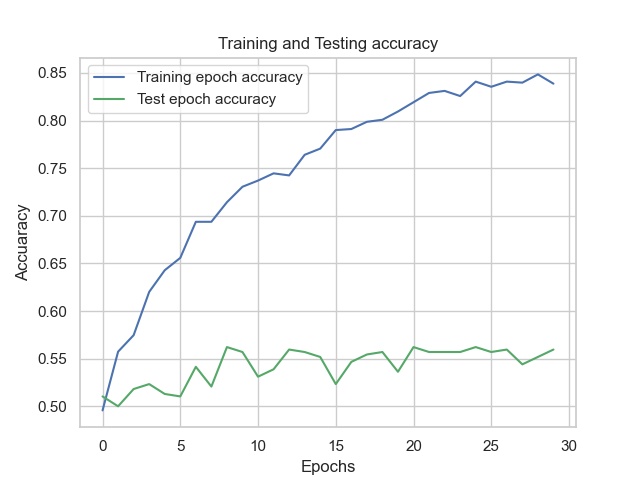 Training and Testing accuracy
Training epoch accuracy
Test epoch accuracy
0.85
0.80
0.75
0.70
0.65
0.60
0.55
0.50
Accuaracy
0 5 10 15 20 25 30
Epochs